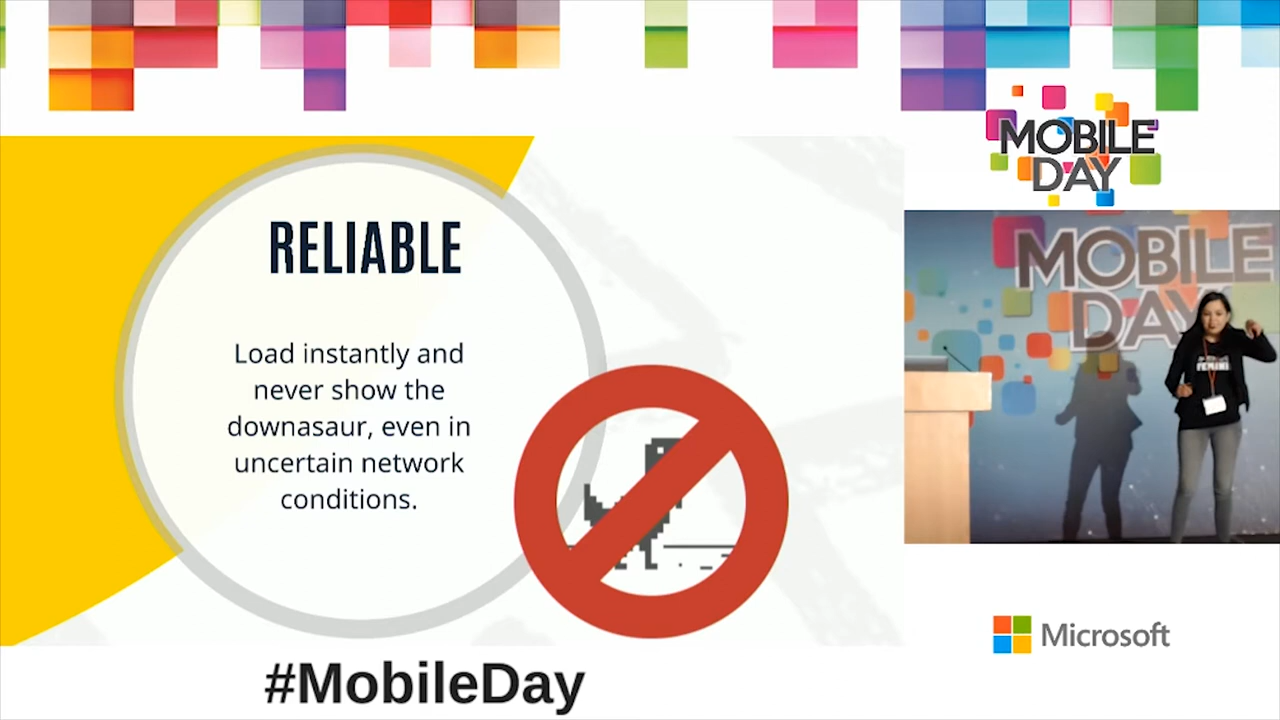 RELIABLE
Load instantly and
never show the
downasaur, even in
uncertain network
conditions.
#MobileDay
MOBILE
DAY
MOBILE
DAY
Microsoft